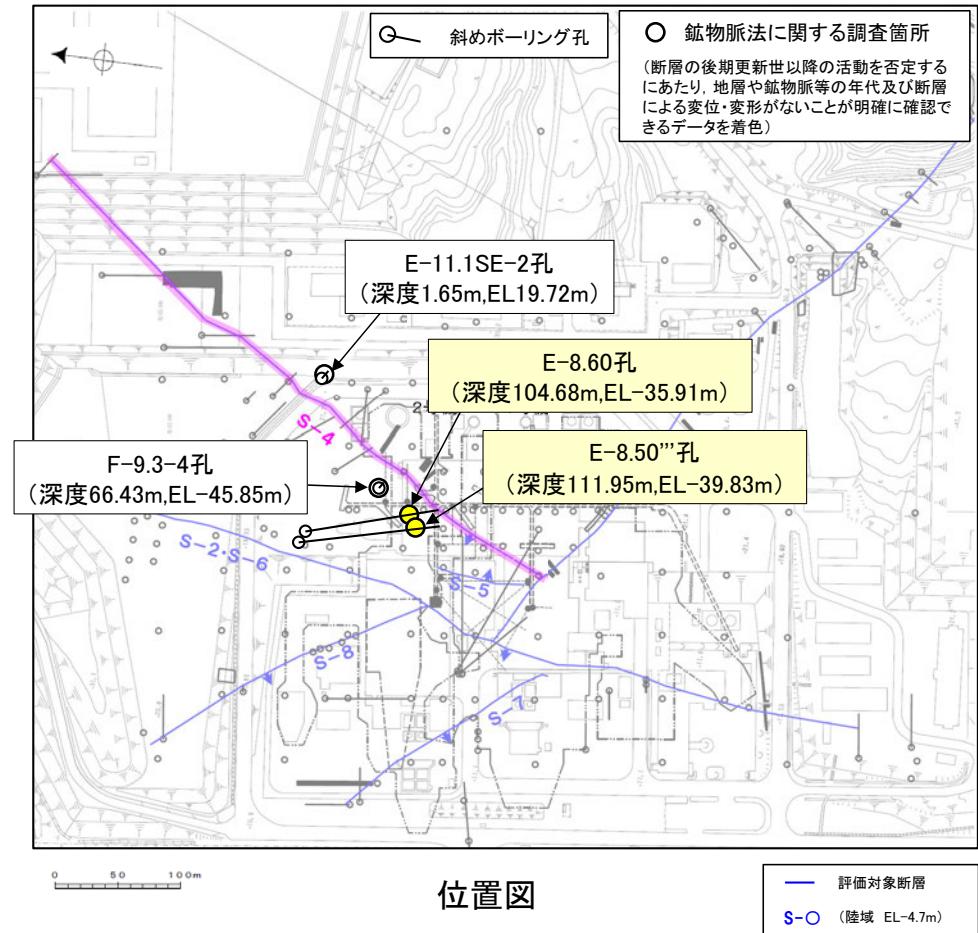 斜めボーリング孔
鉱物脈法に関する調査箇所
(断層の後期更新世以降の活動を否定する
にあたり，地層や鉱物脈等の年代及び断層
による変位・変形がないことが明確に確認で
きるデータを着色)
E-11.1SE-2孔
(深度1.65m,EL19.72m)
E-8.60孔
(深度104.68m,EL-35.91m)
S-4
F-9.3-4孔
(深度66.43m,EL-45.85m)
E-8.50'''孔
(深度111.95m,EL-39.83m)
S-2・S-6
S-5
S-8
S-7
0 50 100m
位置図
評価対象断層
S-○ (陸域 EL-4.7m)